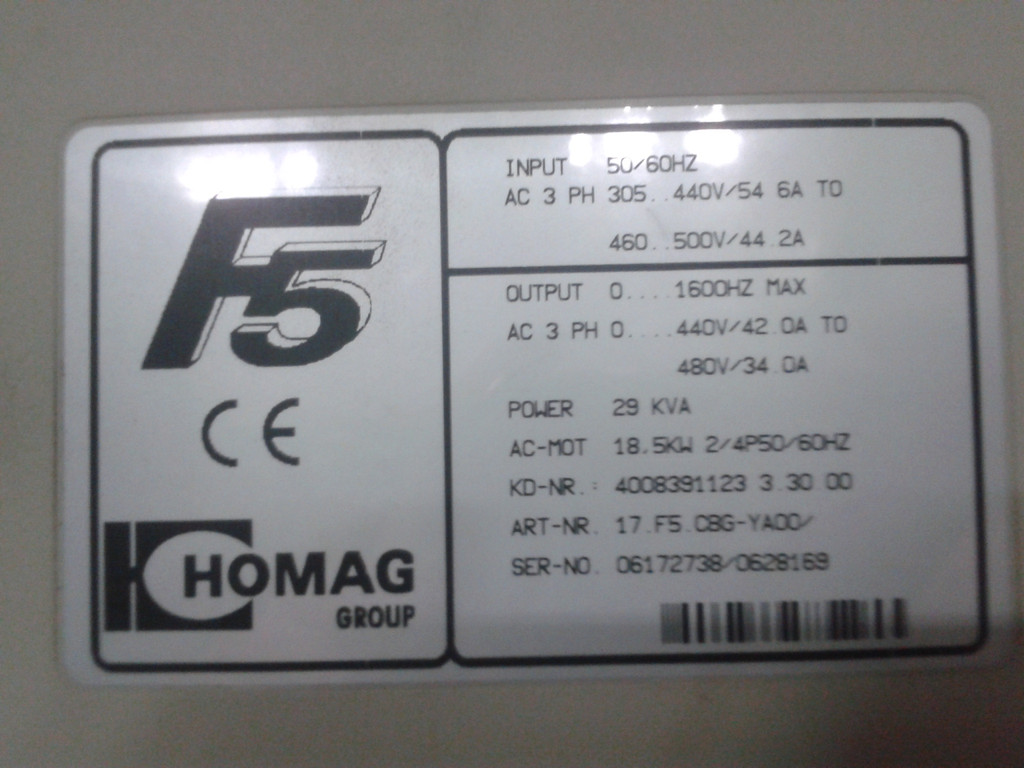 F5
CE
HOMAG
GROUP
INPUT 50/60HZ
AC 3 PH 305..440V/54.6A TO
460..500V/44.2A
OUTPUT 0....1600HZ MAX
AC 3 PH 0....440V/42.0A TO
480V/34.0A
POWER 29 KVA
AC-MOT 18.5KW 2/4P50/60HZ
KD-NR.: 4008391123 3.30.00
ART-NR. 17.F5.CBG-YA00/
SER-NO. 06172738/0628169